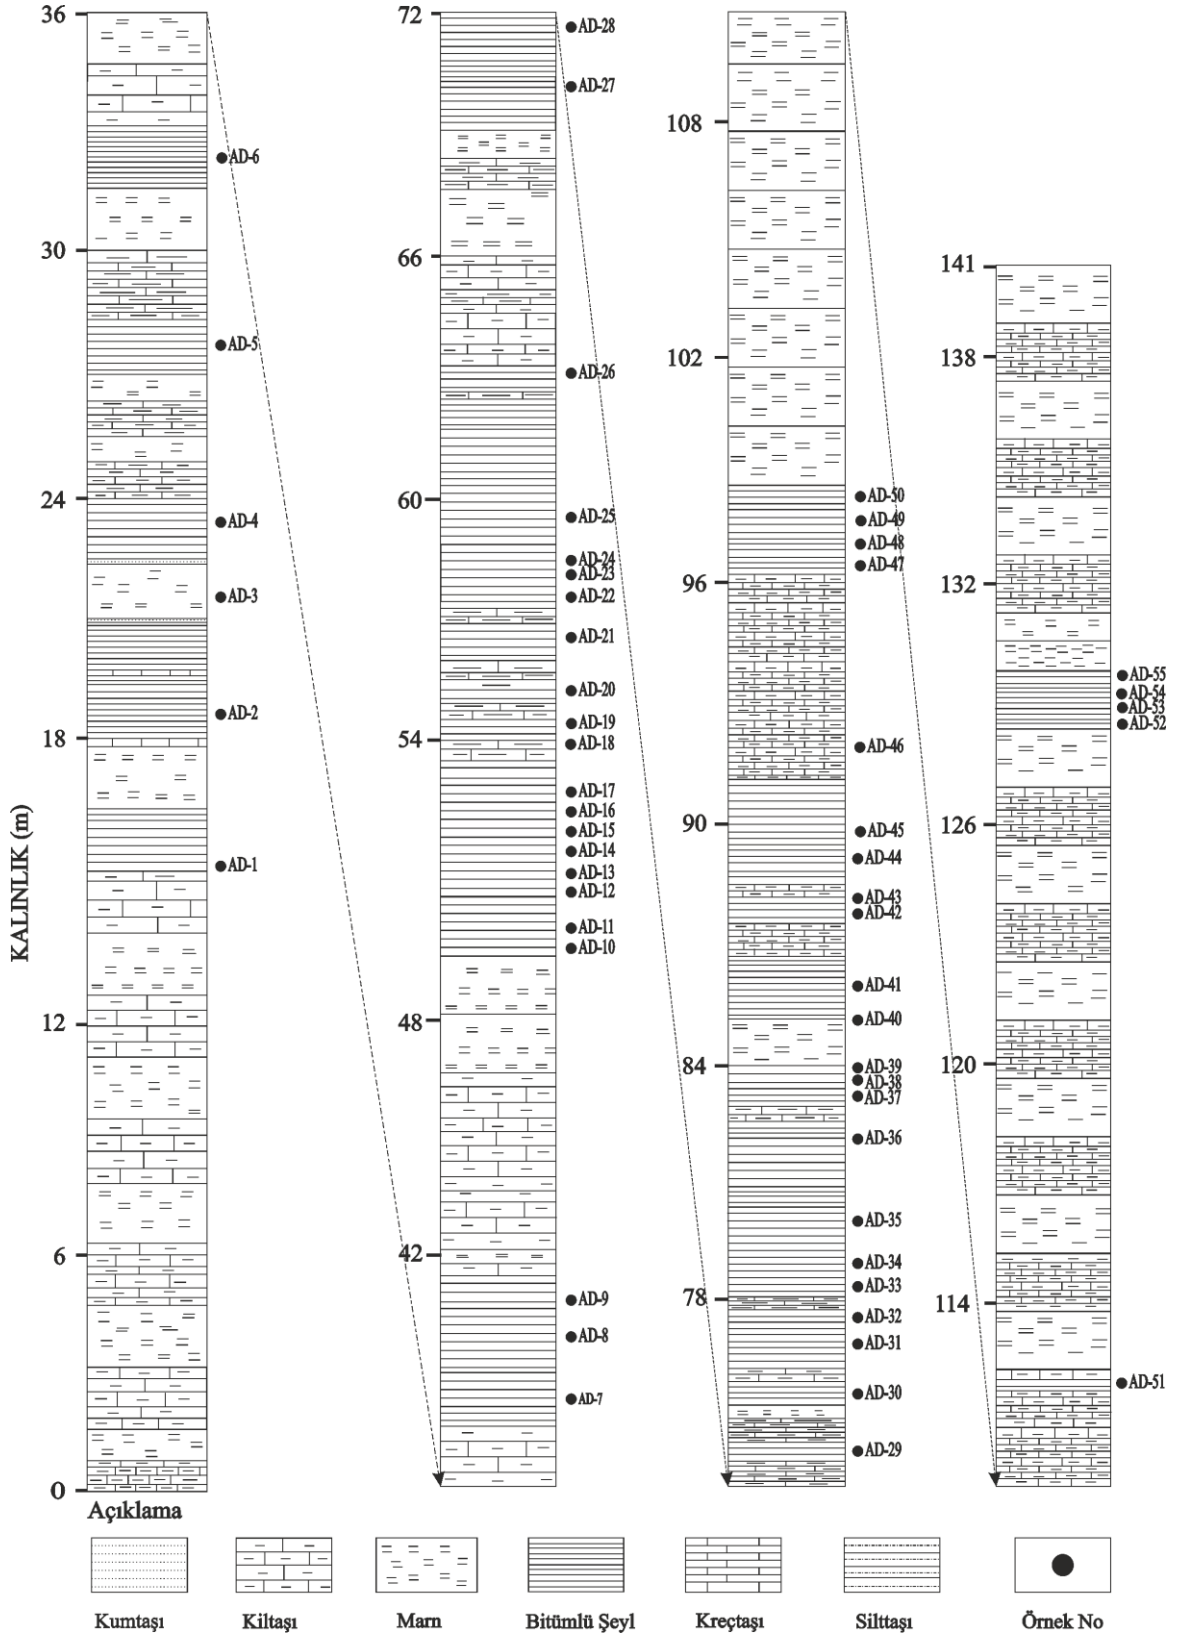 KALINLIK (m)
36
AD-6
30
AD-5
24
AD-4
AD-3
AD-2
18
AD-1
12
6
0
72
AD-28
AD-27
66
AD-26
60
AD-25
AD-24
AD-23
AD-22
AD-21
AD-20
AD-19
54
AD-18
AD-17
AD-16
AD-15
AD-14
AD-13
AD-12
AD-11
AD-10
48
42
AD-9
AD-8
AD-7
108
102
AD-50
AD-49
AD-48
AD-47
96
AD-46
90
AD-45
AD-44
AD-43
AD-42
AD-41
AD-40
84
AD-39
AD-38
AD-37
AD-36
AD-35
AD-34
AD-33
78
AD-32
AD-31
AD-30
AD-29
141
138
132
AD-55
AD-54
AD-53
AD-52
126
120
114
AD-51
Açıklama
Kumtaşı
Kiltaşı
Marn
Bitümlü Şeyl
Kreçtaşı
Silttaşı
Örnek No